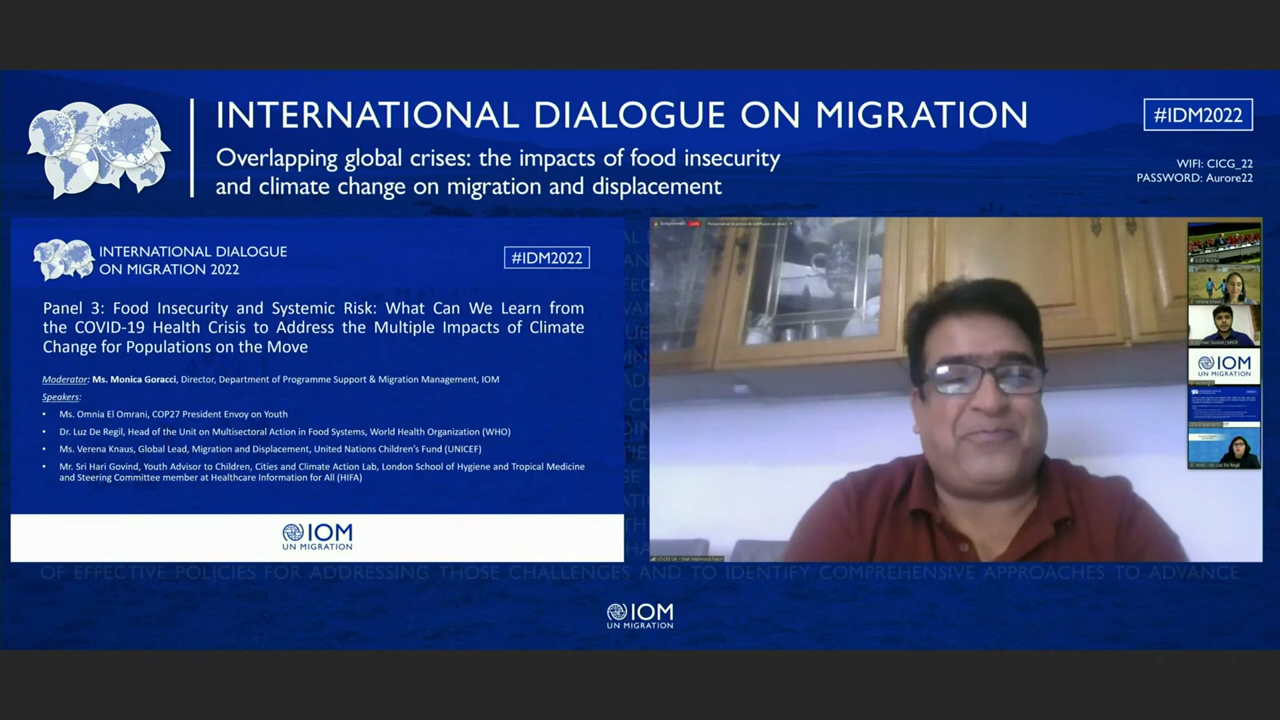 INTERNATIONAL DIALOGUE ON MIGRATION
Overlapping global crises: the impacts of food insecurity
and climate change on migration and displacement
#IDM2022
WIFI: CICG_22
PASSWORD: Aurore22
INTERNATIONAL DIALOGUE
ON MIGRATION 2022
#IDM2022
Panel 3: Food Insecurity and Systemic Risk: What Can We Learn from
the COVID-19 Health Crisis to Address the Multiple Impacts of Climate
Change for Populations on the Move
Moderator: Ms. Monica Goracci, Director, Department of Programme Support & Migration Management, IOM
Speakers:
• Ms. Omnia El Omrani, COP27 President Envoy on Youth
• Dr. Luz De Regil, Head of the Unit on Multisectoral Action in Food Systems, World Health Organization (WHO)
• Ms. Verena Knaus, Global Lead, Migration and Displacement, United Nations Children's Fund (UNICEF)
• Mr. Sri Hari Govind, Youth Advisor to Children, Cities and Climate Action Lab, London School of Hygiene and Tropical Medicine
and Steering Committee member at Healthcare Information for All (HIFA)
IOM
UN MIGRATION
LIVE
IOM
UN MIGRATION
OF EFFECTIVE POLICIES FOR ADDRESSING THOSE CHALLENGES AND TO IDENTIFY COMPREHENSIVE APPROACHES TO ADVANCE
IOM
UN MIGRATION